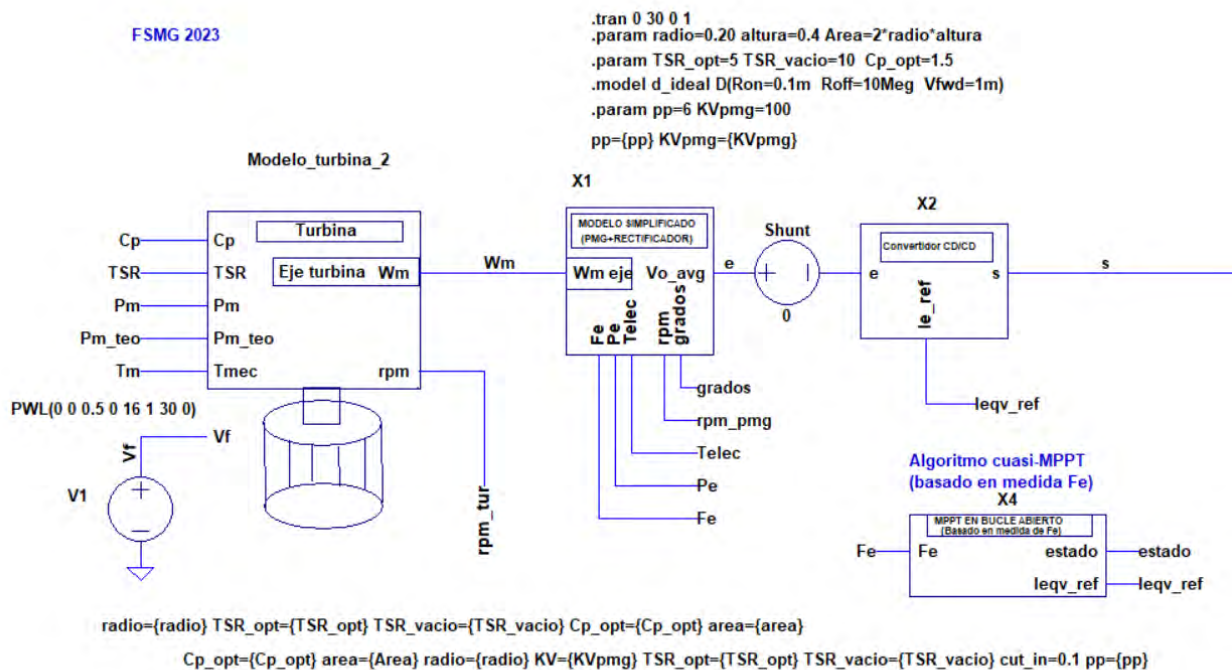 FSMG 2023
.tran 0 30 0 1
.param radio=0.20 altura=0.4 Area=2*radio*altura
.param TSR_opt=5 TSR_vacio=10 Cp_opt=1.5
.model d_ideal D(Ron=0.1m Roff=10Meg Vfwd=1m)
.param pp=6 KVpmg=100
pp={pp} KVpmg={KVpmg}
Modelo_turbina_2
Turbina
Eje turbina Wm
Cp
TSR
Pm
Pm_teo
Tm
Cp
TSR
Pm
Pm_teo
Tmec
rpm
Wm
rpm_tur
PWL(0 0 0.5 0 16 1 30 0)
Vf
Vf
V1
X1
MODELO SIMPLIFICADO
(PMG+RECTIFICADOR)
Wm eje
Vo_avg
Fe
Pe
Telec
rpm
grados
grados
rpm_pmg
Telec
Pe
Fe
e
Shunt
0
X2
Convertidor CD/CD
e
s
Ie_ref
s
Ieqv_ref
Algoritmo cuasi-MPPT
(basado en medida Fe)
X4
MPPT EN BUCLE ABIERTO
(Basado en medida de Fe)
Fe
Fe
estado
estado
Ieqv_ref
Ieqv_ref
radio={radio} TSR_opt={TSR_opt} TSR_vacio={TSR_vacio} Cp_opt={Cp_opt} area={area}
Cp_opt={Cp_opt} area={Area} radio={radio} KV={KVpmg} TSR_opt={TSR_opt} TSR_vacio={TSR_vacio} cut_in=0.1 pp={pp}